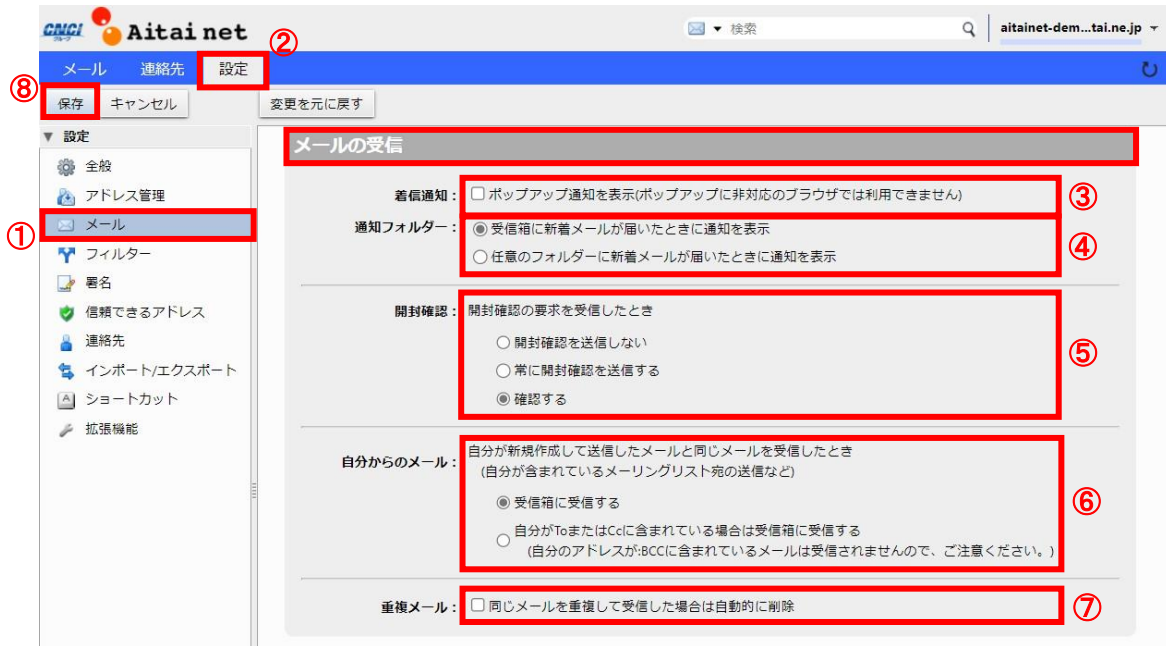 CNCI グループ Aitai net
検索
aitainet-dem...tai.ne.jp
②
メール 連絡先 設定
⑧
保存 キャンセル 変更を元に戻す
設定
全般
アドレス管理
① メール
フィルター
署名
信頼できるアドレス
連絡先
インポート/エクスポート
ショートカット
拡張機能
メールの受信
着信通知: ポップアップ通知を表示(ポップアップに非対応のブラウザでは利用できません) ③
通知フォルダー: 受信箱に新着メールが届いたときに通知を表示
任意のフォルダーに新着メールが届いたときに通知を表示 ④
開封確認: 開封確認の要求を受信したとき
開封確認を送信しない
常に開封確認を送信する ⑤
確認する
自分からのメール: 自分が新規作成して送信したメールと同じメールを受信したとき
(自分が含まれているメーリングリスト宛の送信など)
受信箱に受信する ⑥
自分がToまたはCcに含まれている場合は受信箱に受信する
(自分のアドレスが:BCCに含まれているメールは受信されませんので、ご注意ください。)
重複メール: 同じメールを重複して受信した場合は自動的に削除 ⑦